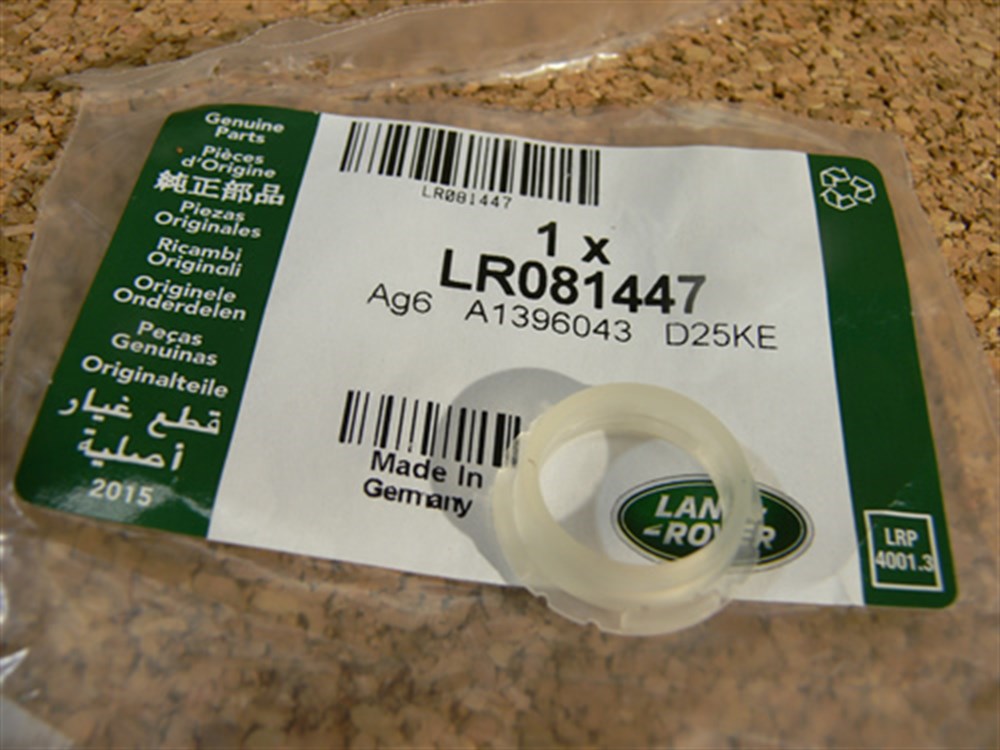 Genuine
Parts
Pièces
d'Origine
純正部品
Piezas
Originales
Ricambi
Originali
Originele
Onderdelen
Peças
Genuinas
Originalteile
قطع غيار
أصلية
2015
LR081447
1 x
LR081447
Ag6 A1396043 D25KE
Made In
Germany
LAND-
-ROVER
LRP
4001.3